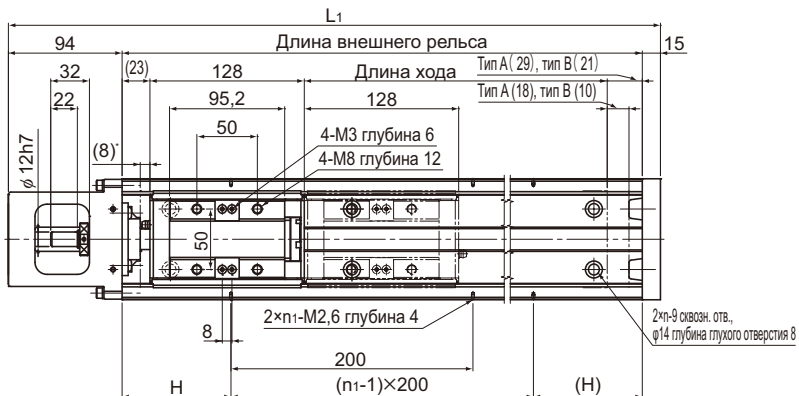 L1
94
Длина внешнего рельса
15
32
(23)
128
Длина хода
Тип A(29), тип B(21)
22
95,2
128
Тип A (18), тип B (10)
50
ϕ 12h7
(8)*
4-M3 глубина 6
4-M8 глубина 12
50
8
2×n1-M2,6 глубина 4
2×n-9 сквозн. отв.,
φ14 глубина глухого отверстия 8
200
H
(n1-1)×200
(H)